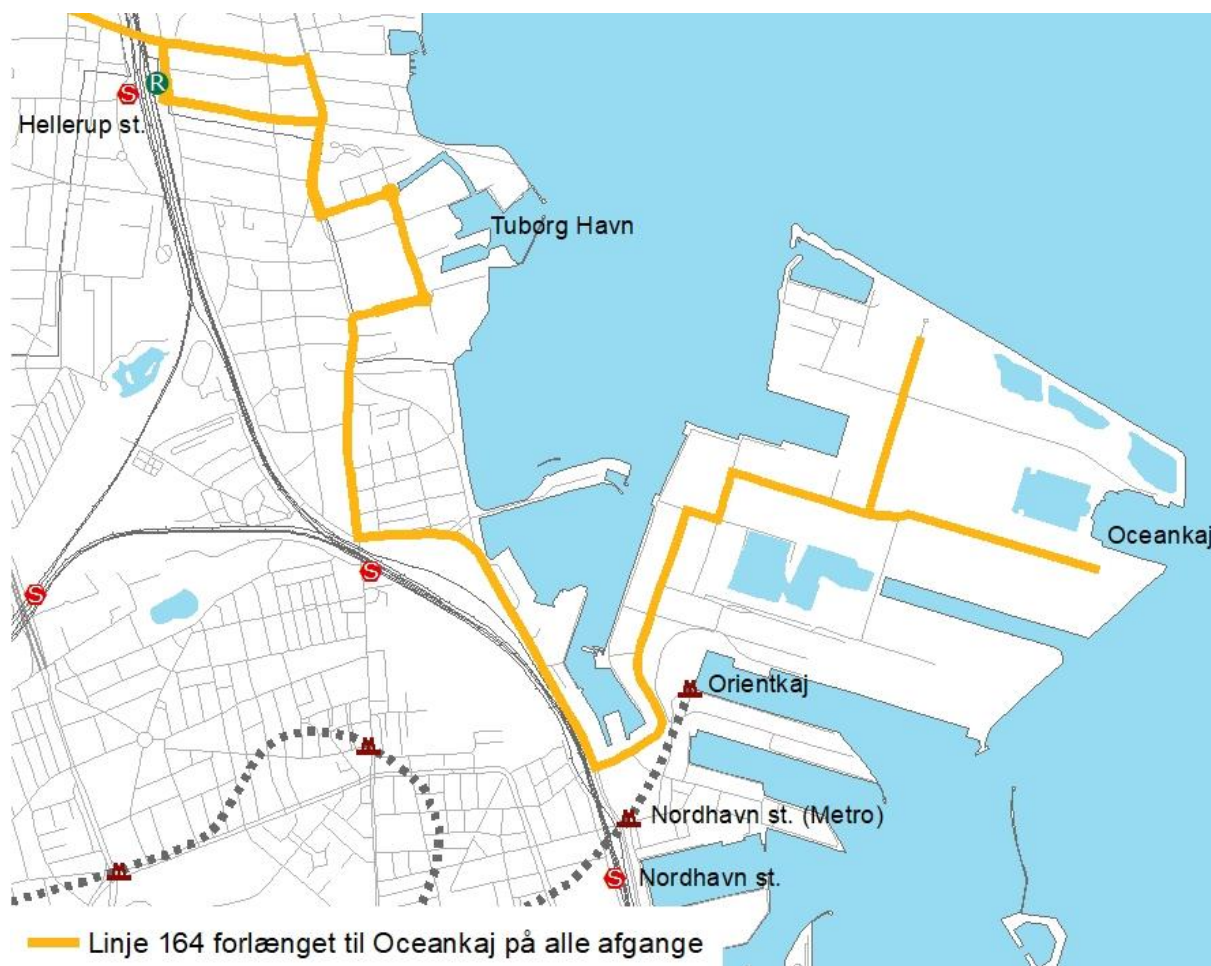 R
S
Hellerup st.
Tuborg Havn
Oceankaj
S
S
M
Orientkaj
M
M
Nordhavn st. (Metro)
M
S
Nordhavn st.
Linje 164 forlænget til Oceankaj på alle afgange